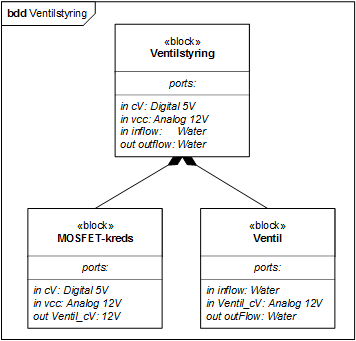 bdd Ventilstyring
«block»
Ventilstyring
ports:
in cV: Digital 5V
in vcc: Analog 12V
in inflow: Water
out outflow: Water
«block»
MOSFET-kreds
ports:
in cV: Digital 5V
in vcc: Analog 12V
out Ventil_cV: 12V
«block»
Ventil
ports:
in inflow: Water
in Ventil_cV: Analog 12V
out outFlow: Water